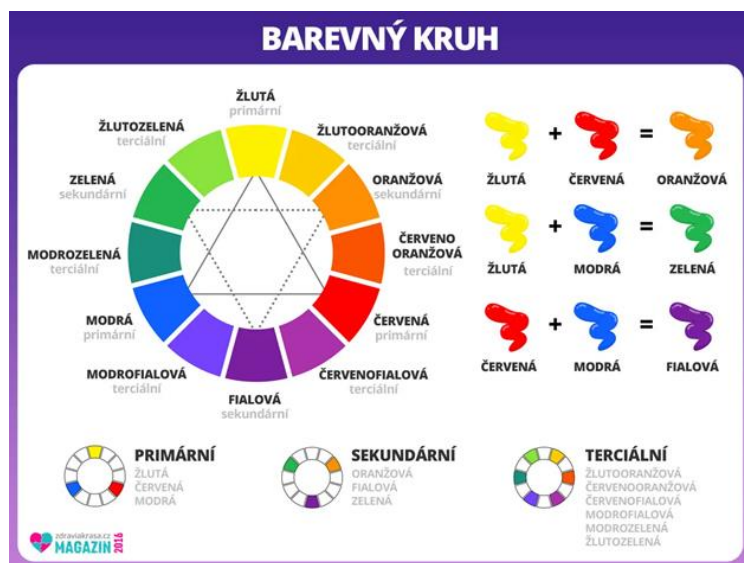 BAREVNÝ KRUH
ŽLUTÁ
primární
ŽLUTOORANŽOVÁ
terciální
ORANŽOVÁ
sekundární
ČERVENO
ORANŽOVÁ
terciální
ČERVENÁ
primární
ČERVENOFIALOVÁ
terciální
FIALOVÁ
sekundární
MODROFIALOVÁ
terciální
MODRÁ
primární
MODROZELENÁ
terciální
ZELENÁ
sekundární
ŽLUTOZELENÁ
terciální
+ =
ŽLUTÁ ČERVENÁ ORANŽOVÁ
+ =
ŽLUTÁ MODRÁ ZELENÁ
+ =
ČERVENÁ MODRÁ FIALOVÁ
PRIMÁRNÍ
ŽLUTÁ
ČERVENÁ
MODRÁ
SEKUNDÁRNÍ
ORANŽOVÁ
FIALOVÁ
ZELENÁ
TERCIÁLNÍ
ŽLUTOORANŽOVÁ
ČERVENOORANŽOVÁ
ČERVENOFIALOVÁ
MODROFIALOVÁ
MODROZELENÁ
ŽLUTOZELENÁ
zdraviakrasa.cz
MAGAZÍN
2016